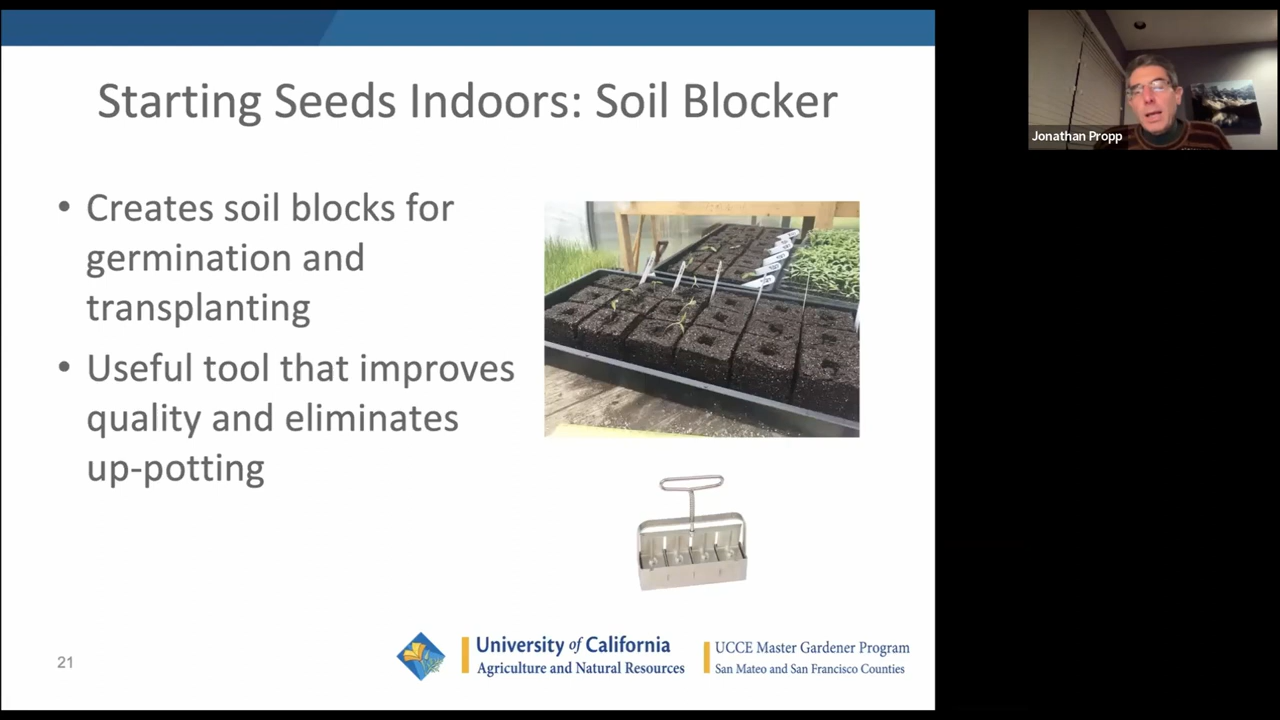 Starting Seeds Indoors: Soil Blocker
• Creates soil blocks for
germination and
transplanting
• Useful tool that improves
quality and eliminates
up-potting
21
University of California
Agriculture and Natural Resources
UCCE Master Gardener Program
San Mateo and San Francisco Counties
Jonathan Propp